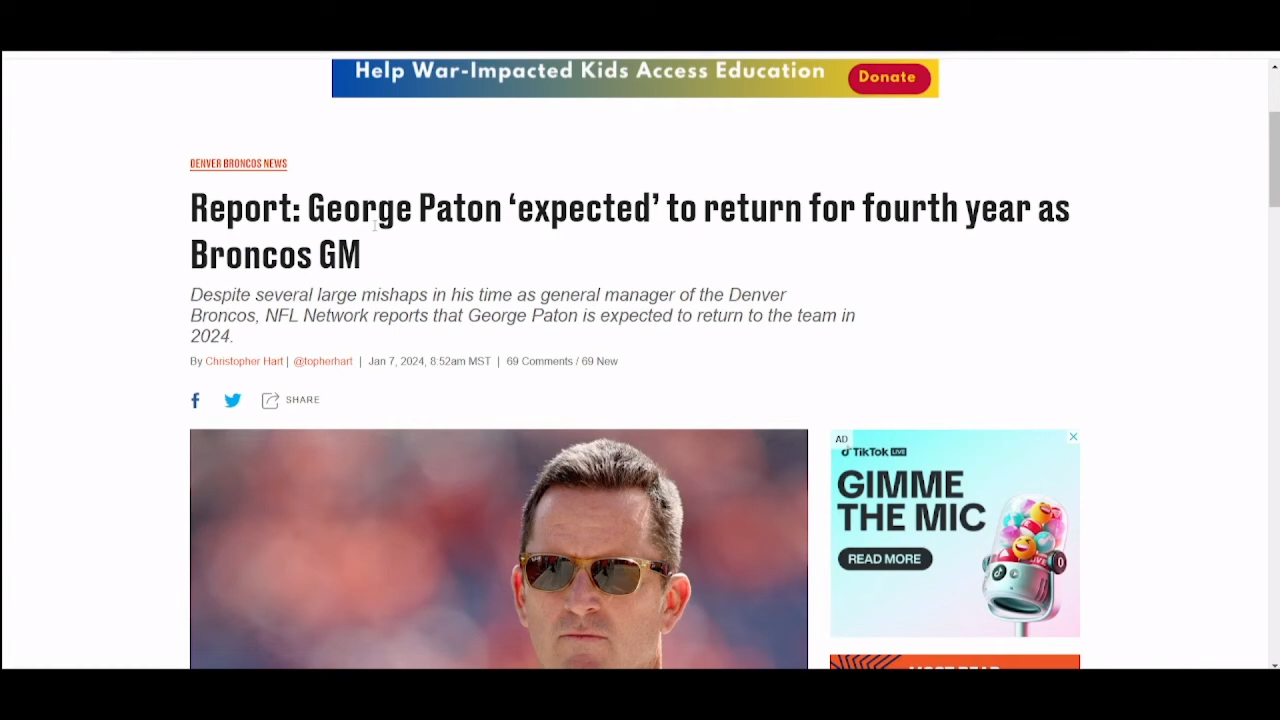 Help War-Impacted Kids Access Education
Donate
DENVER BRONCOS NEWS
Report: George Paton ‘expected’ to return for fourth year as
Broncos GM
Despite several large mishaps in his time as general manager of the Denver
Broncos, NFL Network reports that George Paton is expected to return to the team in
2024.
By Christopher Hart | @topherhart | Jan 7, 2024, 8:52am MST | 69 Comments / 69 New
SHARE
AD
TikTok LIVE
GIMME
THE MIC
READ MORE
LIVE
MOST READ